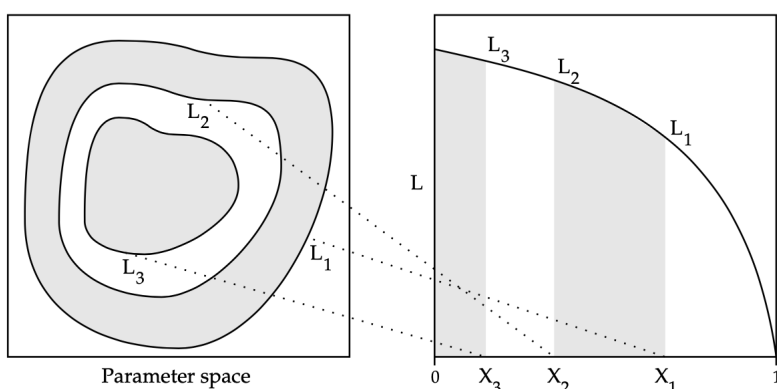 L₃
L₂
L₂
L₁
L
L₁
L₃
Parameter space
0 X₃ X₂ X₁ 1